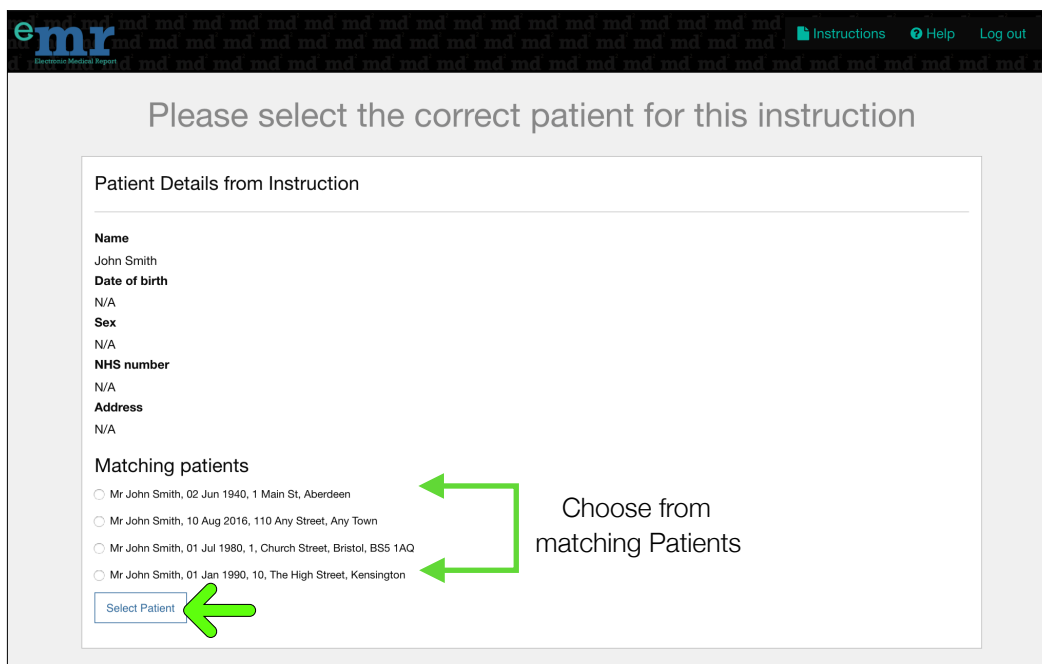 emr
Electronic Medical Report
Instructions
Help
Log out
Please select the correct patient for this instruction
Patient Details from Instruction
Name
John Smith
Date of birth
N/A
Sex
N/A
NHS number
N/A
Address
N/A
Matching patients
Mr John Smith, 02 Jun 1940, 1 Main St, Aberdeen
Mr John Smith, 10 Aug 2016, 110 Any Street, Any Town
Mr John Smith, 01 Jul 1980, 1, Church Street, Bristol, BS5 1AQ
Mr John Smith, 01 Jan 1990, 10, The High Street, Kensington
Choose from
matching Patients
Select Patient